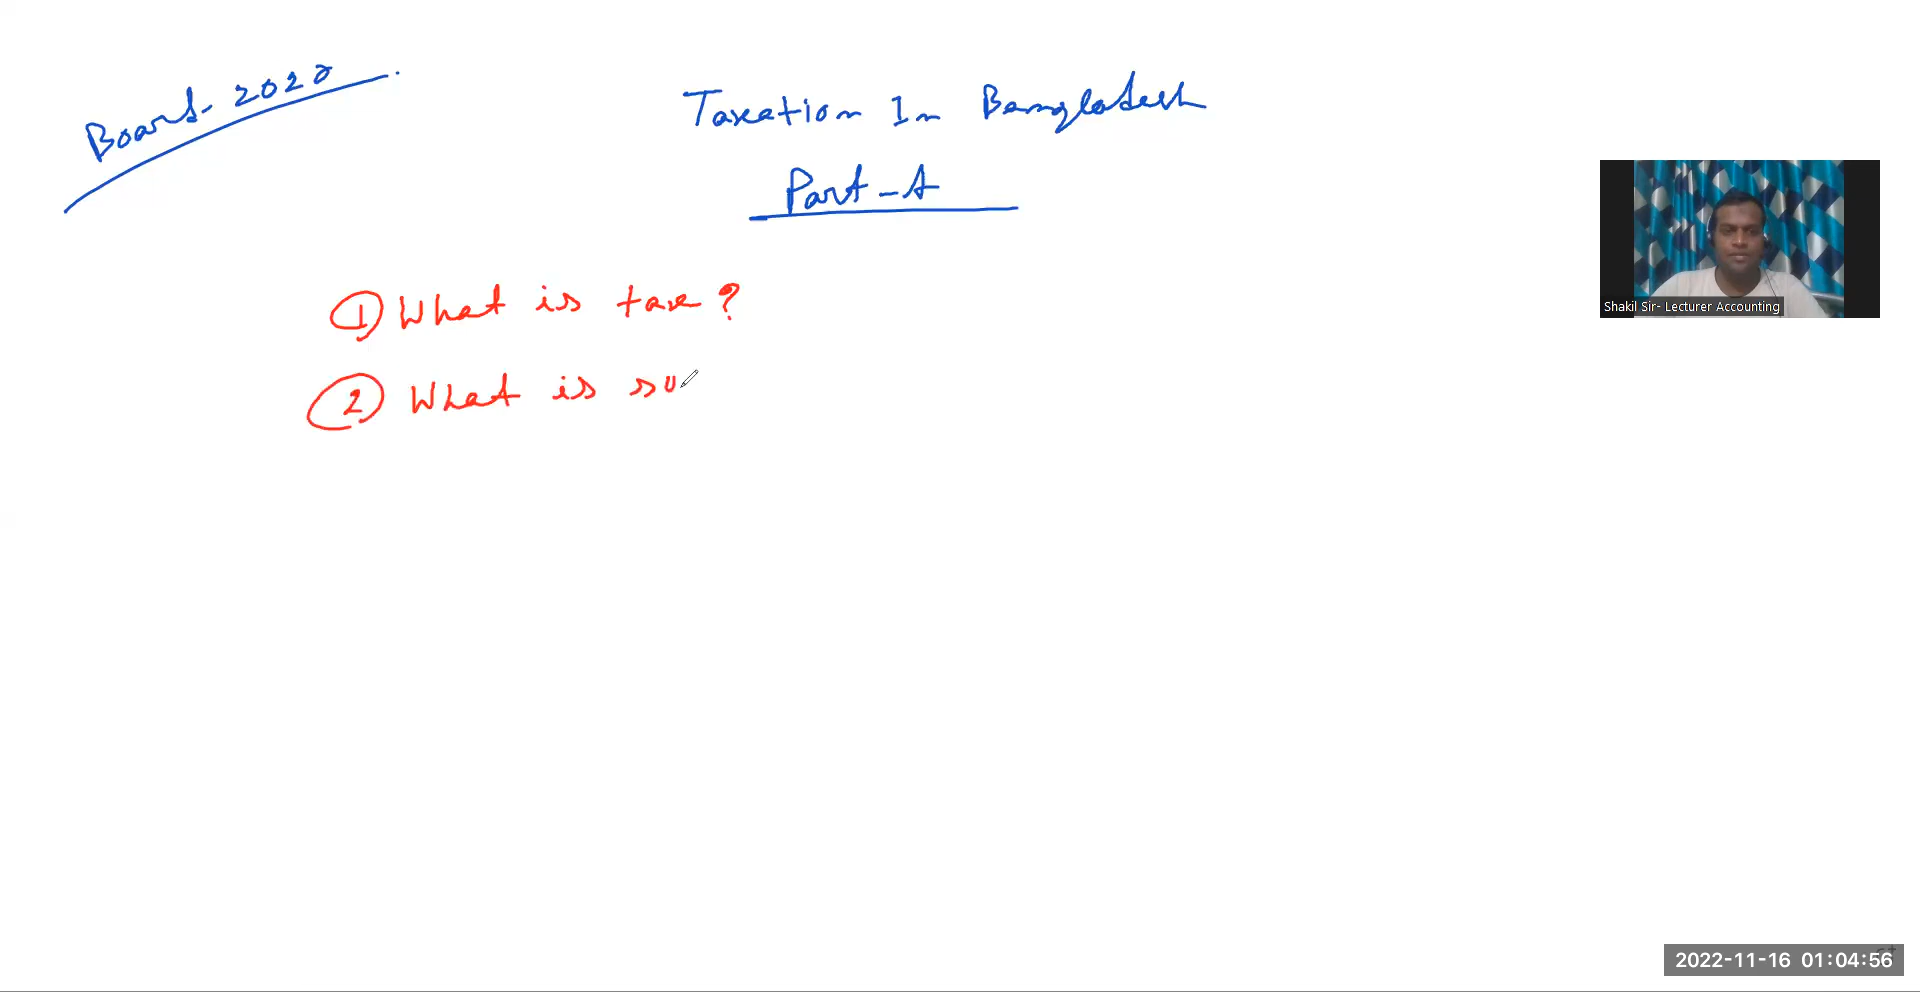 Board-2020
Taxation In Bangladesh
Part-A
① What is tax?
② What is su
Shakil Sir- Lecturer Accounting
2022-11-16 01:04:56